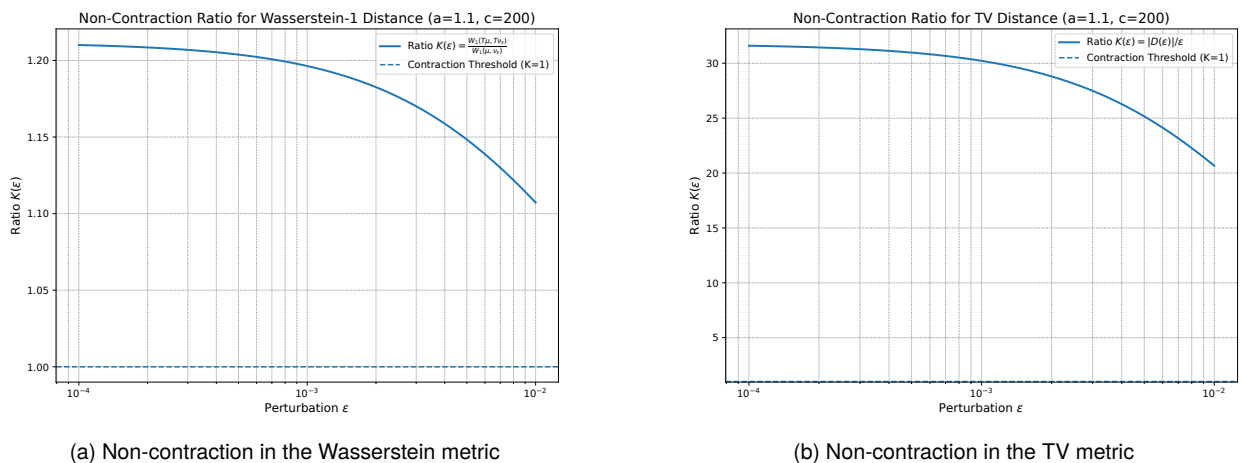 Non-Contraction Ratio for Wasserstein-1 Distance (a=1.1, c=200)
Ratio K(ε) = W₁(Tμ, Tνₑ) / W₁(μ, νₑ)
Contraction Threshold (K=1)
Ratio K(ε)
1.20
1.15
1.10
1.05
1.00
10⁻⁴ 10⁻³ 10⁻²
Perturbation ε
(a) Non-contraction in the Wasserstein metric
Non-Contraction Ratio for TV Distance (a=1.1, c=200)
Ratio K(ε) = |D(ε)|/ε
Contraction Threshold (K=1)
Ratio K(ε)
30
25
20
15
10
5
10⁻⁴ 10⁻³ 10⁻²
Perturbation ε
(b) Non-contraction in the TV metric